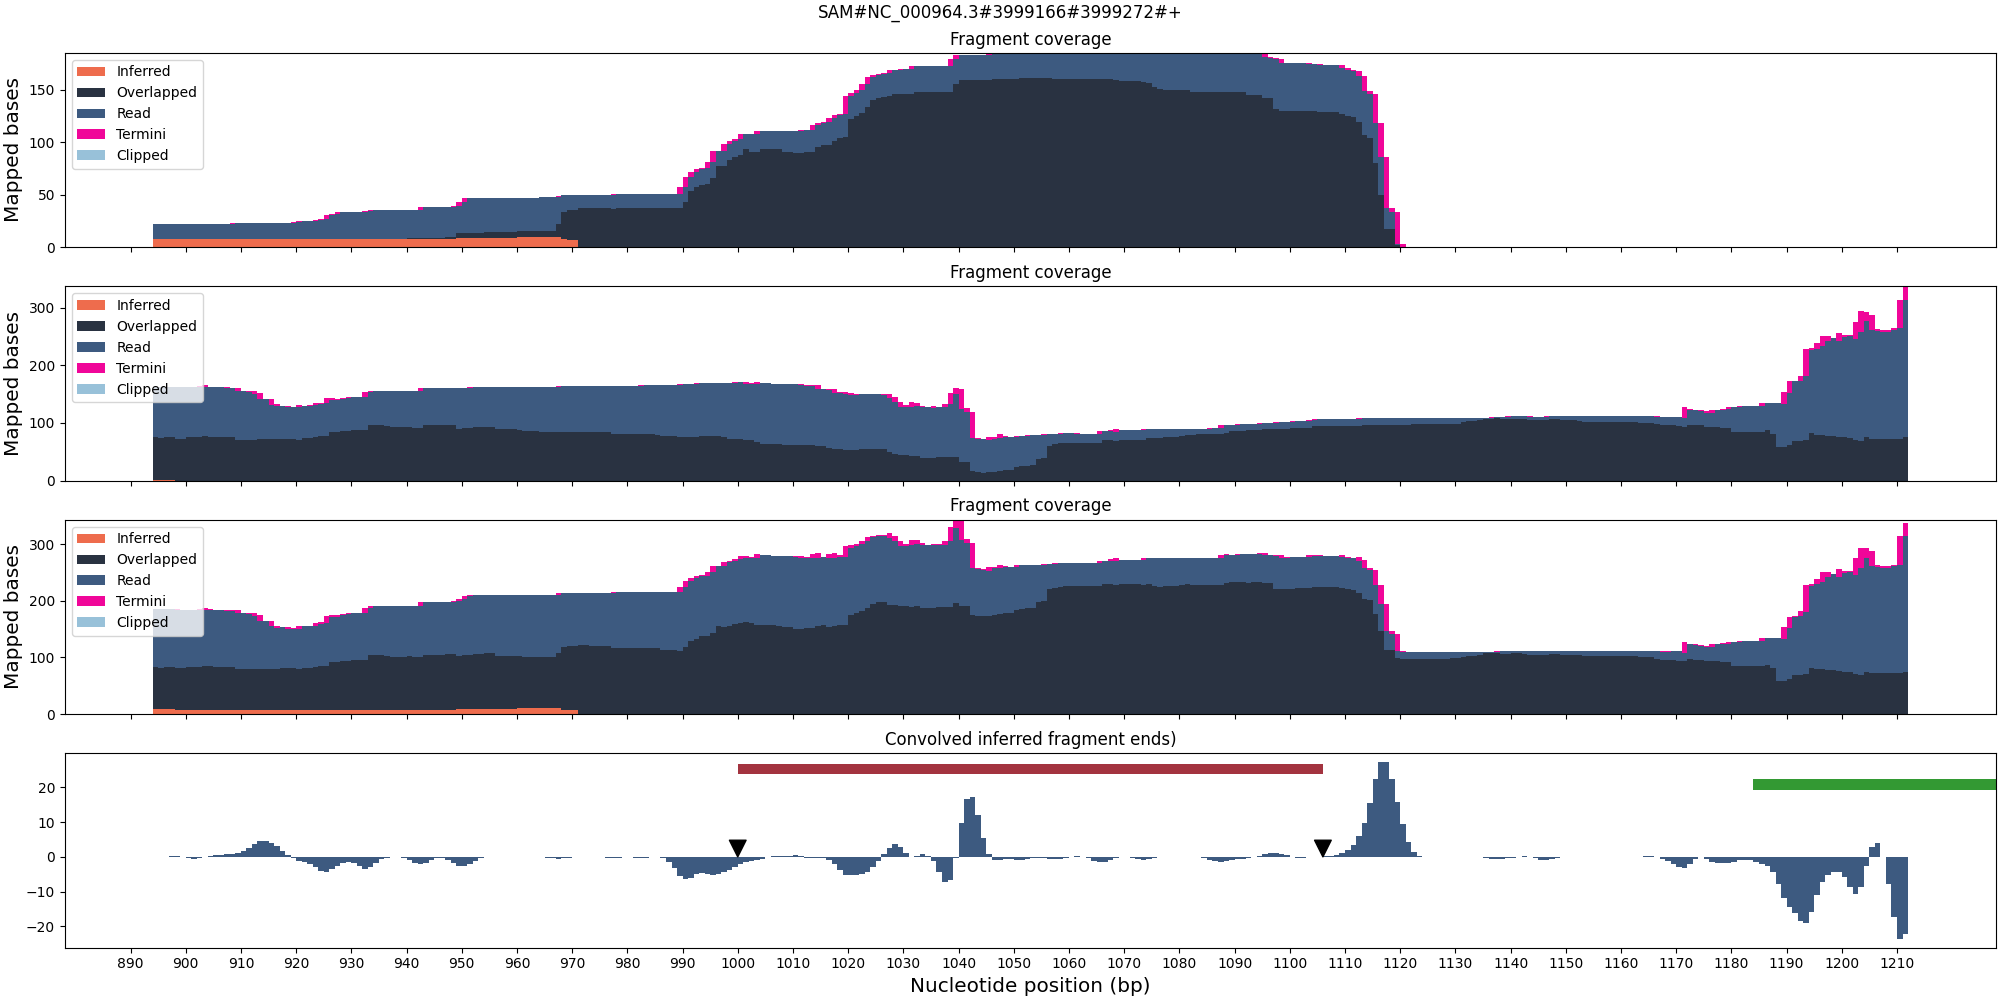 SAM#NC_000964.3#3999166#3999272#+
Fragment coverage
Mapped bases
150
100
50
0
Inferred
Overlapped
Read
Termini
Clipped
Fragment coverage
Mapped bases
300
200
100
0
Inferred
Overlapped
Read
Termini
Clipped
Fragment coverage
Mapped bases
300
200
100
0
Inferred
Overlapped
Read
Termini
Clipped
Convolved inferred fragment ends)
20
10
0
−10
−20
890 900 910 920 930 940 950 960 970 980 990 1000 1010 1020 1030 1040 1050 1060 1070 1080 1090 1100 1110 1120 1130 1140 1150 1160 1170 1180 1190 1200 1210
Nucleotide position (bp)